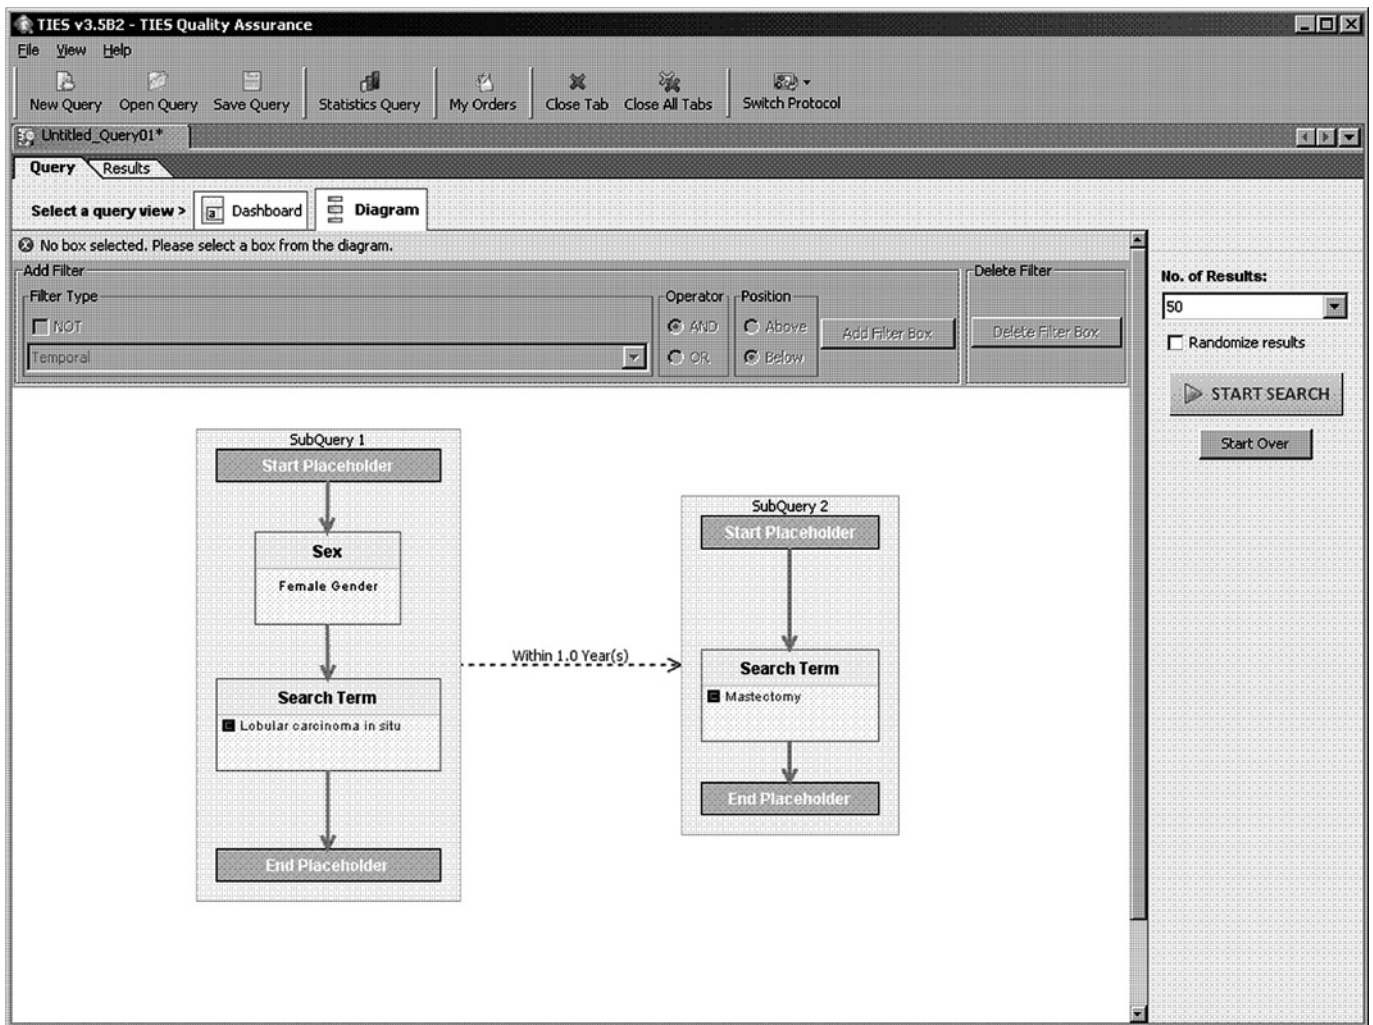 TIES v3.5B2 - TIES Quality Assurance
File View Help
New Query Open Query Save Query Statistics Query My Orders Close Tab Close All Tabs Switch Protocol
Untitled_Query01*
Query Results
Select a query view > Dashboard Diagram
No box selected. Please select a box from the diagram.
Add Filter Delete Filter
Filter Type Operator Position
NOT AND Above Add Filter Box Delete Filter Box
Temporal OR Below
No. of Results:
50
Randomize results
START SEARCH
Start Over
SubQuery 1
Start Placeholder
Sex
Female Gender
Search Term
C Lobular carcinoma in situ
End Placeholder
Within 1.0 Year(s)
SubQuery 2
Start Placeholder
Search Term
C Mastectomy
End Placeholder